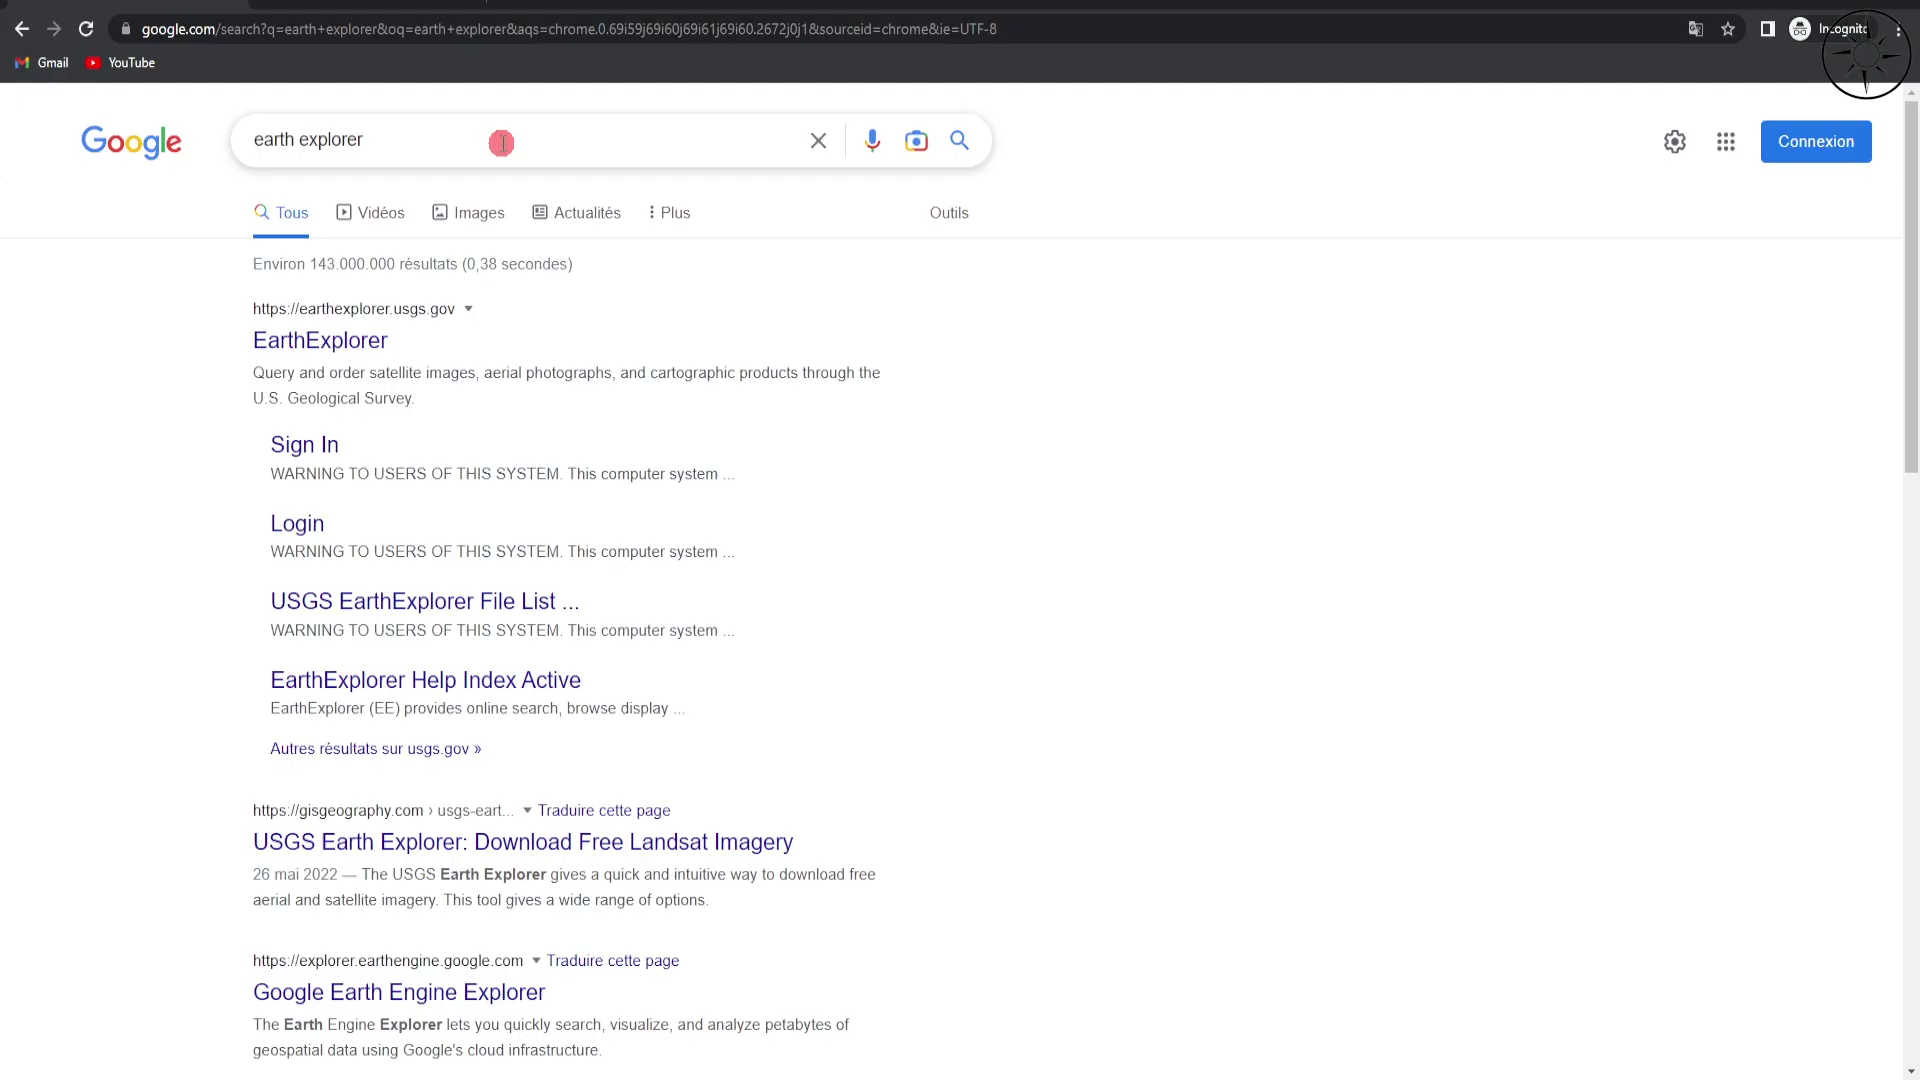 google.com/search?q=earth+explorer&oq=earth+explorer&aqs=chrome.0.69i59j69i60j69i61j69i60.2672j0j1&sourceid=chrome&ie=UTF-8
Incognito
Gmail
YouTube
Google
earth explorer
Connexion
Tous
Vidéos
Images
Actualités
Plus
Outils
Environ 143.000.000 résultats (0,38 secondes)
https://earthexplorer.usgs.gov
EarthExplorer
Query and order satellite images, aerial photographs, and cartographic products through the
U.S. Geological Survey.
Sign In
WARNING TO USERS OF THIS SYSTEM. This computer system ...
Login
WARNING TO USERS OF THIS SYSTEM. This computer system ...
USGS EarthExplorer File List ...
WARNING TO USERS OF THIS SYSTEM. This computer system ...
EarthExplorer Help Index Active
EarthExplorer (EE) provides online search, browse display ...
Autres résultats sur usgs.gov »
https://gisgeography.com › usgs-eart... Traduire cette page
USGS Earth Explorer: Download Free Landsat Imagery
26 mai 2022 — The USGS Earth Explorer gives a quick and intuitive way to download free
aerial and satellite imagery. This tool gives a wide range of options.
https://explorer.earthengine.google.com Traduire cette page
Google Earth Engine Explorer
The Earth Engine Explorer lets you quickly search, visualize, and analyze petabytes of
geospatial data using Google's cloud infrastructure.